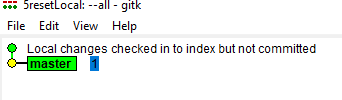 5resetLocal: --all - gitk
File Edit View Help
Local changes checked in to index but not committed
master 1